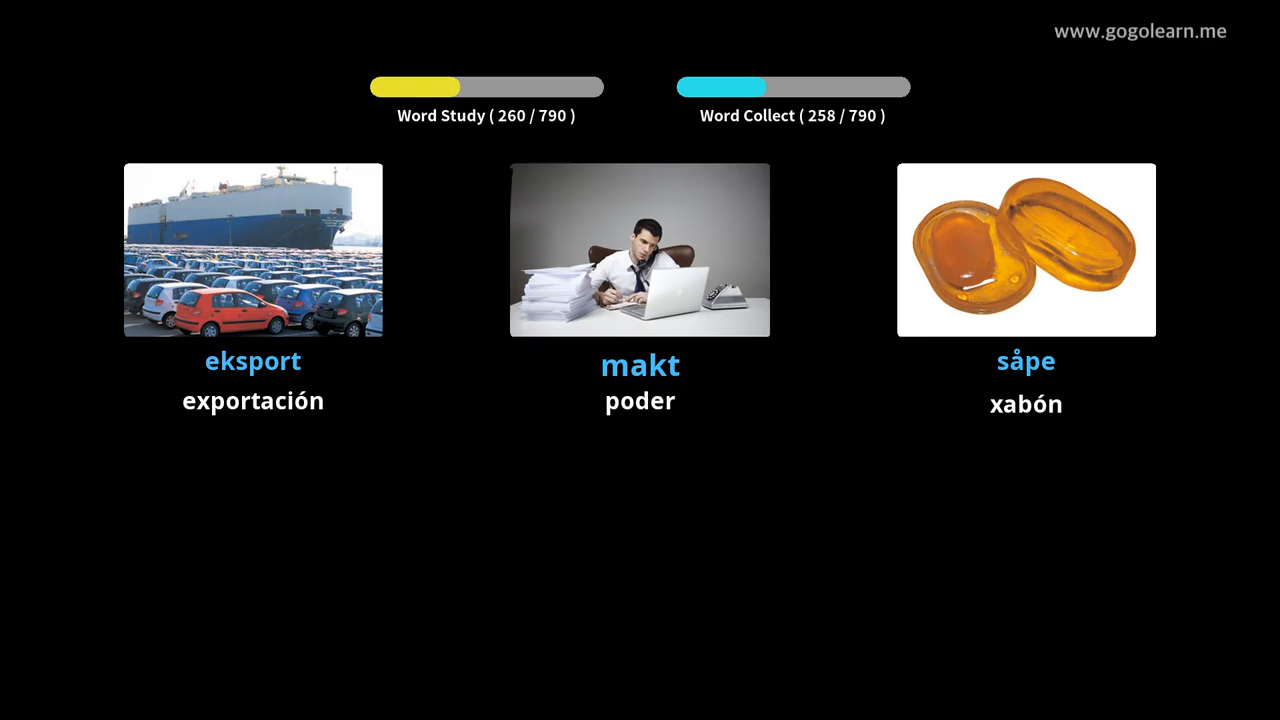 www.gogolearn.me
Word Study ( 260 / 790 )
Word Collect ( 258 / 790 )
eksport
exportación
makt
poder
såpe
xabón